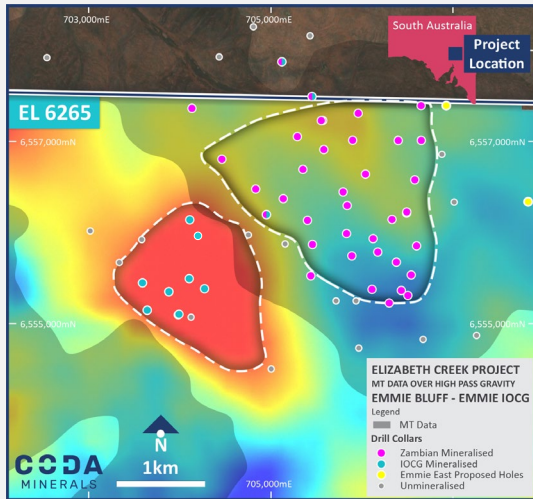 703,000mE
705,000mE
South Australia
Project
Location
EL 6265
6,557,000mN
6,557,000mN
6,555,000mN
6,555,000mN
ELIZABETH CREEK PROJECT
MT DATA OVER HIGH PASS GRAVITY
EMMIE BLUFF - EMMIE IOCG
Legend
MT Data
Drill Collars
Zambian Mineralised
IOCG Mineralised
Emmie East Proposed Holes
Unmineralised
N
1km
CODA
MINERALS
705,000mE